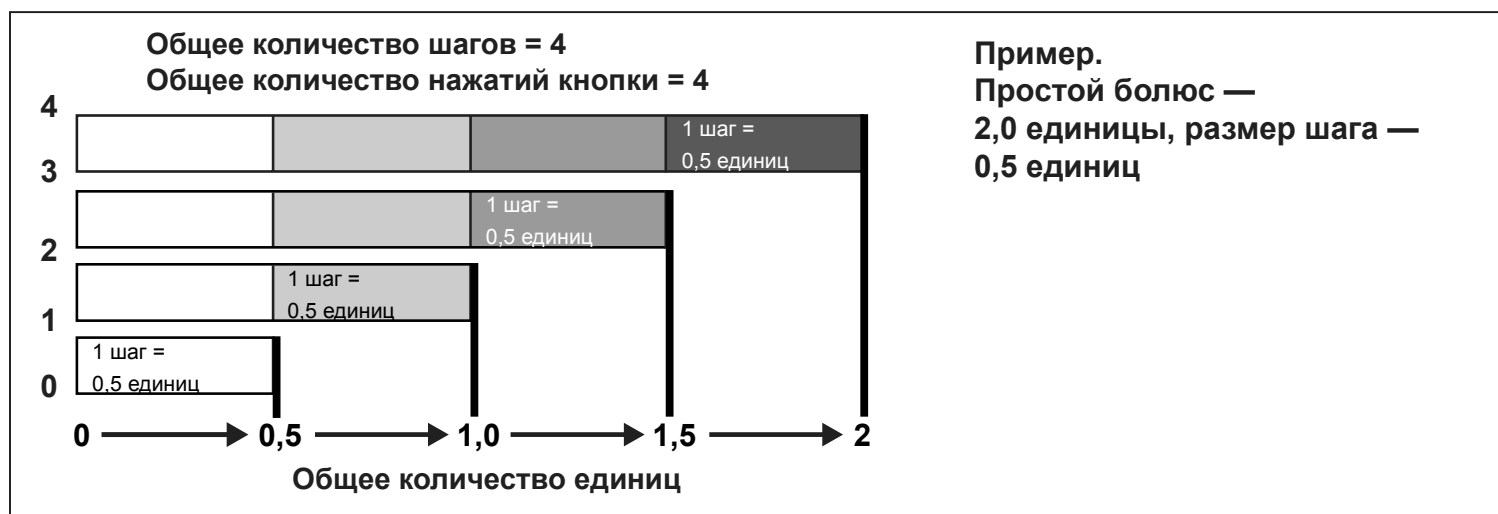 Общее количество шагов = 4
Общее количество нажатий кнопки = 4
Пример.
Простой болюс —
2,0 единицы, размер шага —
0,5 единиц
4
1 шаг =
0,5 единиц
3
1 шаг =
0,5 единиц
2
1 шаг =
0,5 единиц
1
1 шаг =
0,5 единиц
0
0 0,5 1,0 1,5 2
Общее количество единиц